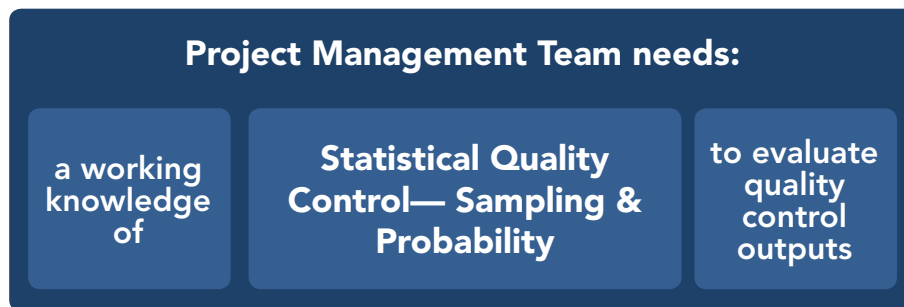 Project Management Team needs:
a working
knowledge
of
Statistical Quality
Control— Sampling &
Probability
to evaluate
quality
control
outputs